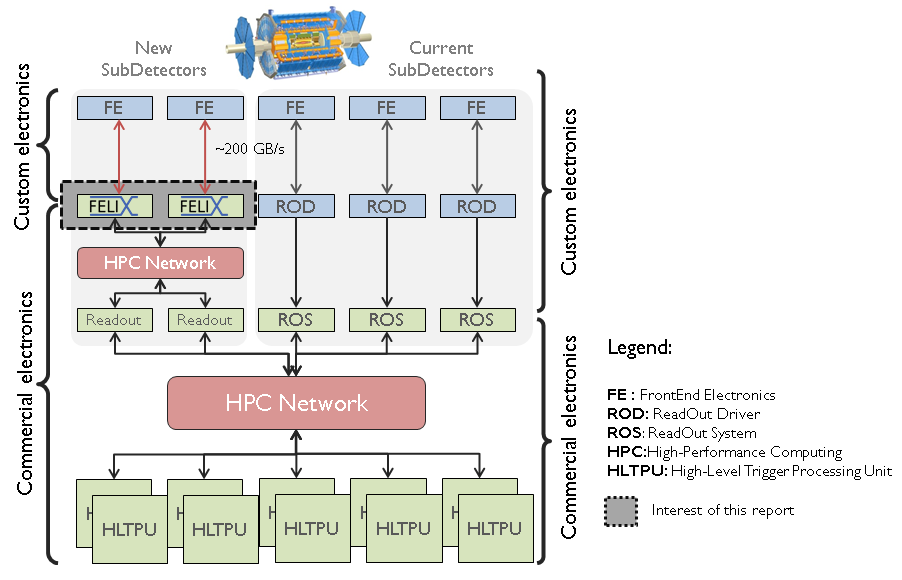 New
SubDetectors
Current
SubDetectors
Custom electronics
Custom electronics
FE
FE
FE
FE
FE
~200 GB/s
FELIX
FELIX
ROD
ROD
ROD
HPC Network
Readout
Readout
ROS
ROS
ROS
Commercial electronics
Commercial electronics
HPC Network
HLTPU
HLTPU
HLTPU
HLTPU
HLTPU
Legend:
FE : FrontEnd Electronics
ROD: ReadOut Driver
ROS: ReadOut System
HPC:High-Performance Computing
HLTPU: High-Level Trigger Processing Unit
Interest of this report